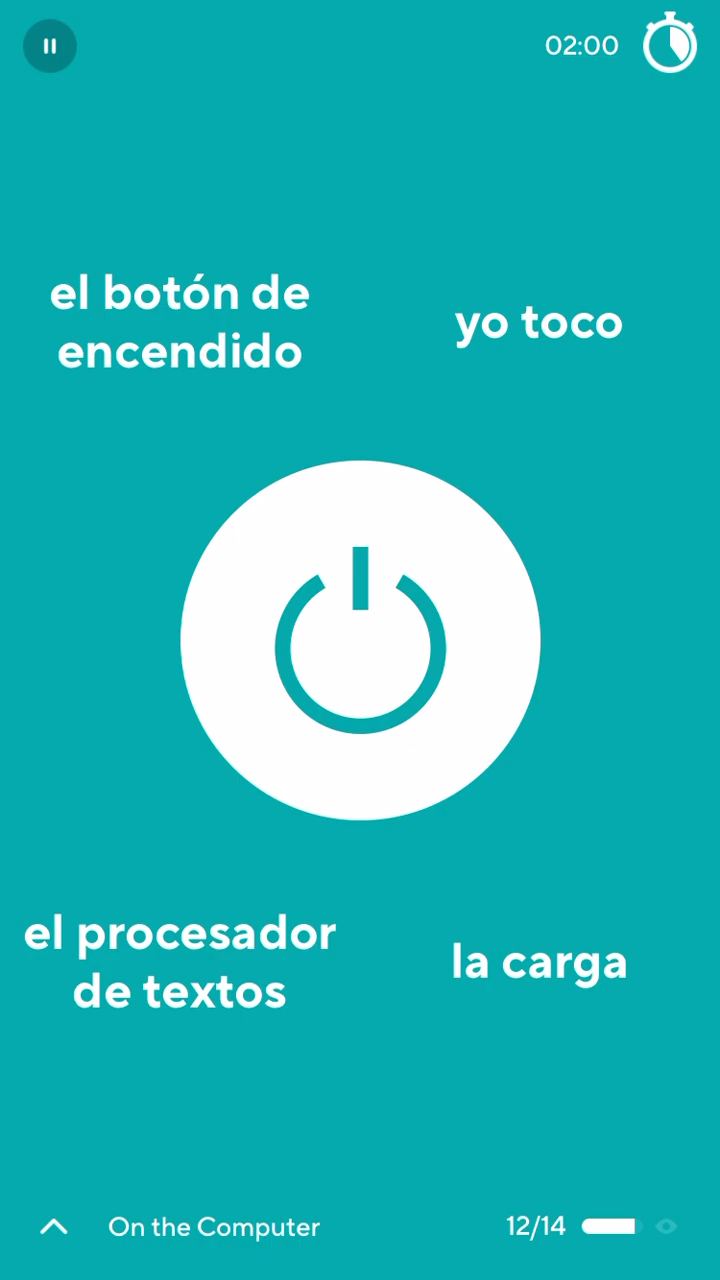 02:00
el botón de
encendido
yo toco
el procesador
de textos
la carga
On the Computer
12/14